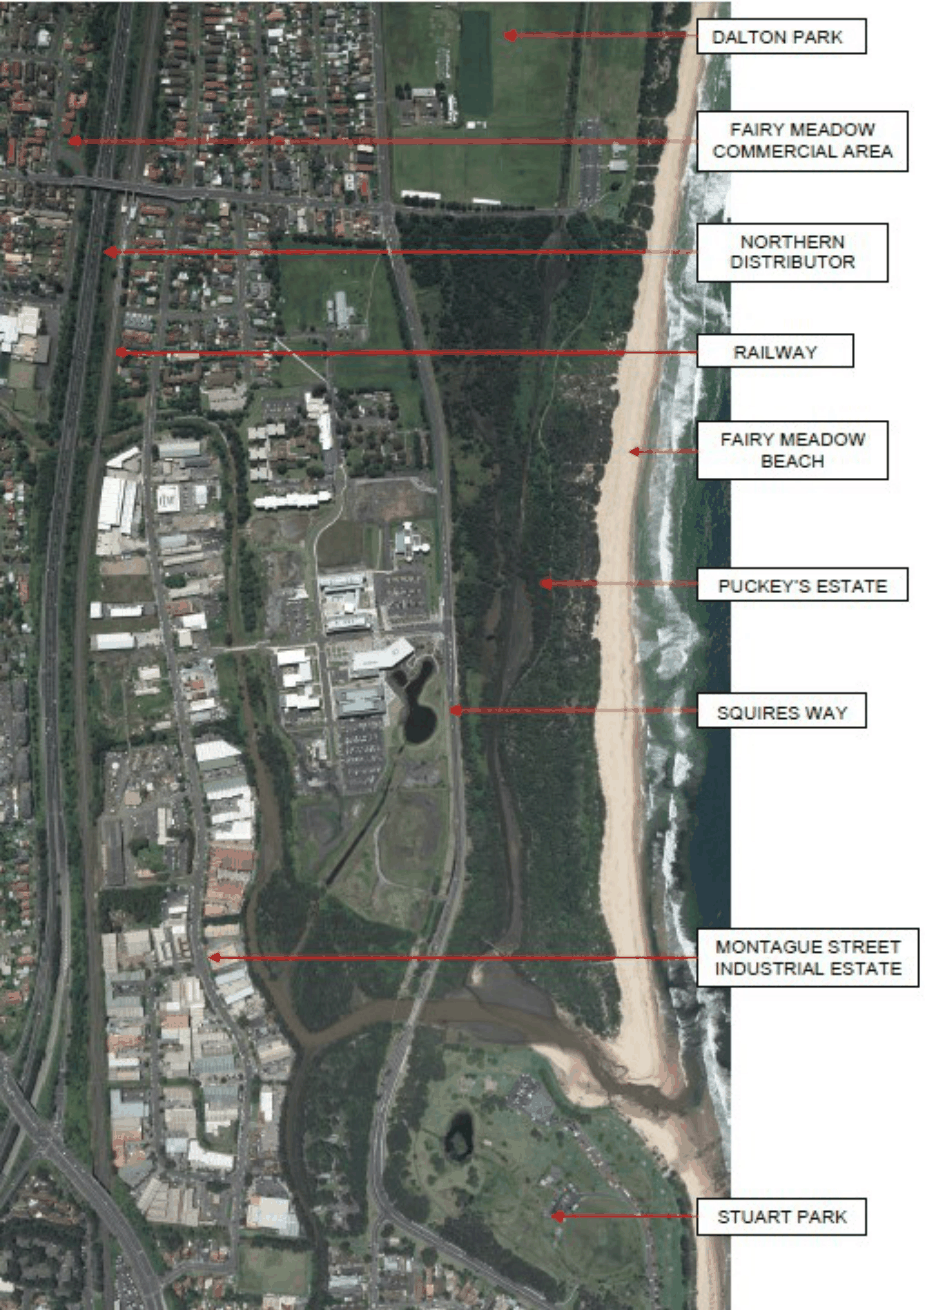 DALTON PARK
FAIRY MEADOW
COMMERCIAL AREA
NORTHERN
DISTRIBUTOR
RAILWAY
FAIRY MEADOW
BEACH
PUCKEY'S ESTATE
SQUIRES WAY
MONTAGUE STREET
INDUSTRIAL ESTATE
STUART PARK